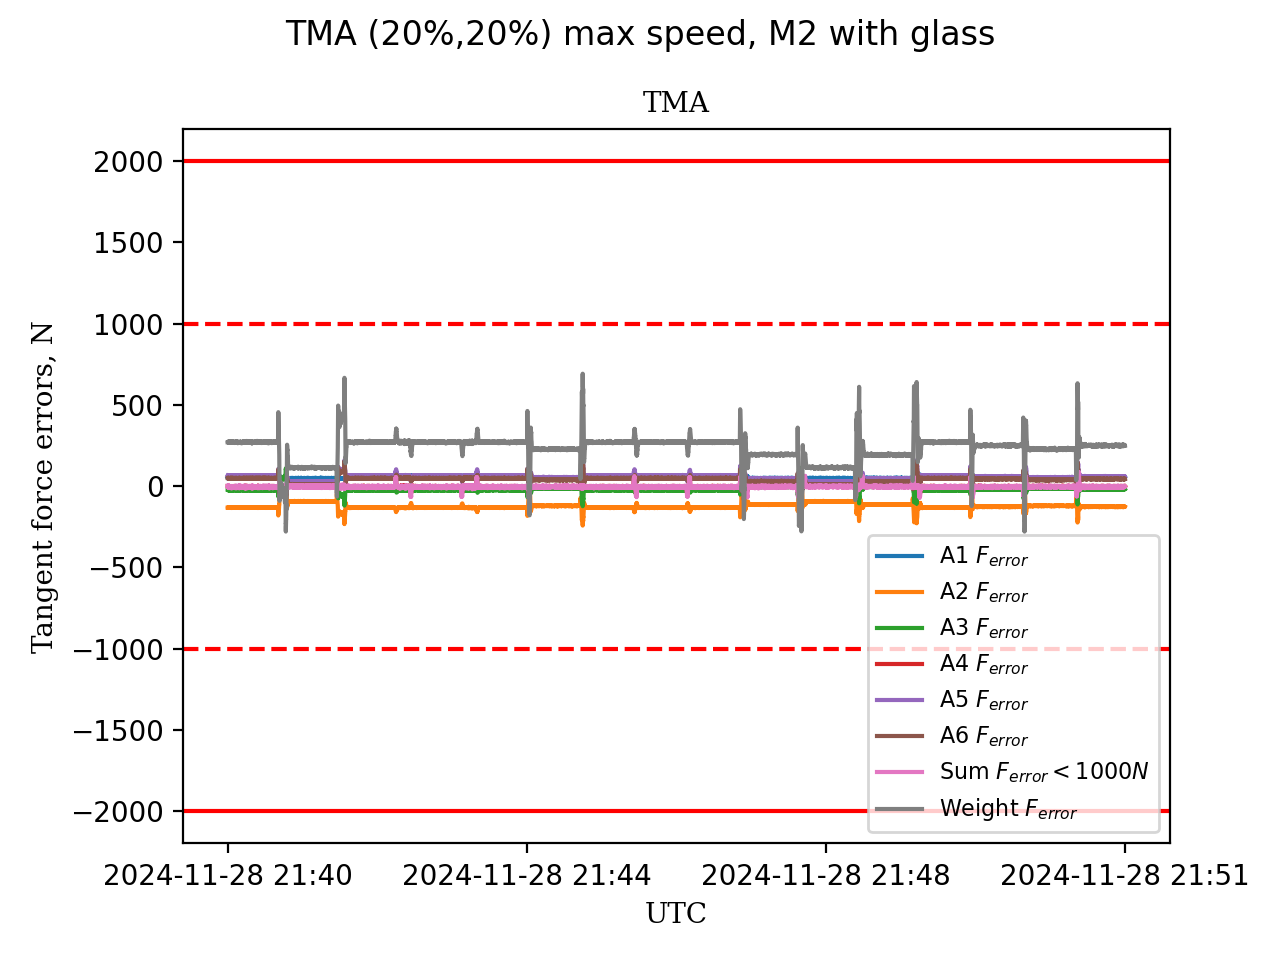 TMA (20%,20%) max speed, M2 with glass
TMA
2000
1500
1000
500
0
−500
−1000
−1500
−2000
Tangent force errors, N
A1 F_error
A2 F_error
A3 F_error
A4 F_error
A5 F_error
A6 F_error
Sum F_error < 1000N
Weight F_error
2024-11-28 21:40 2024-11-28 21:44 2024-11-28 21:48 2024-11-28 21:51
UTC